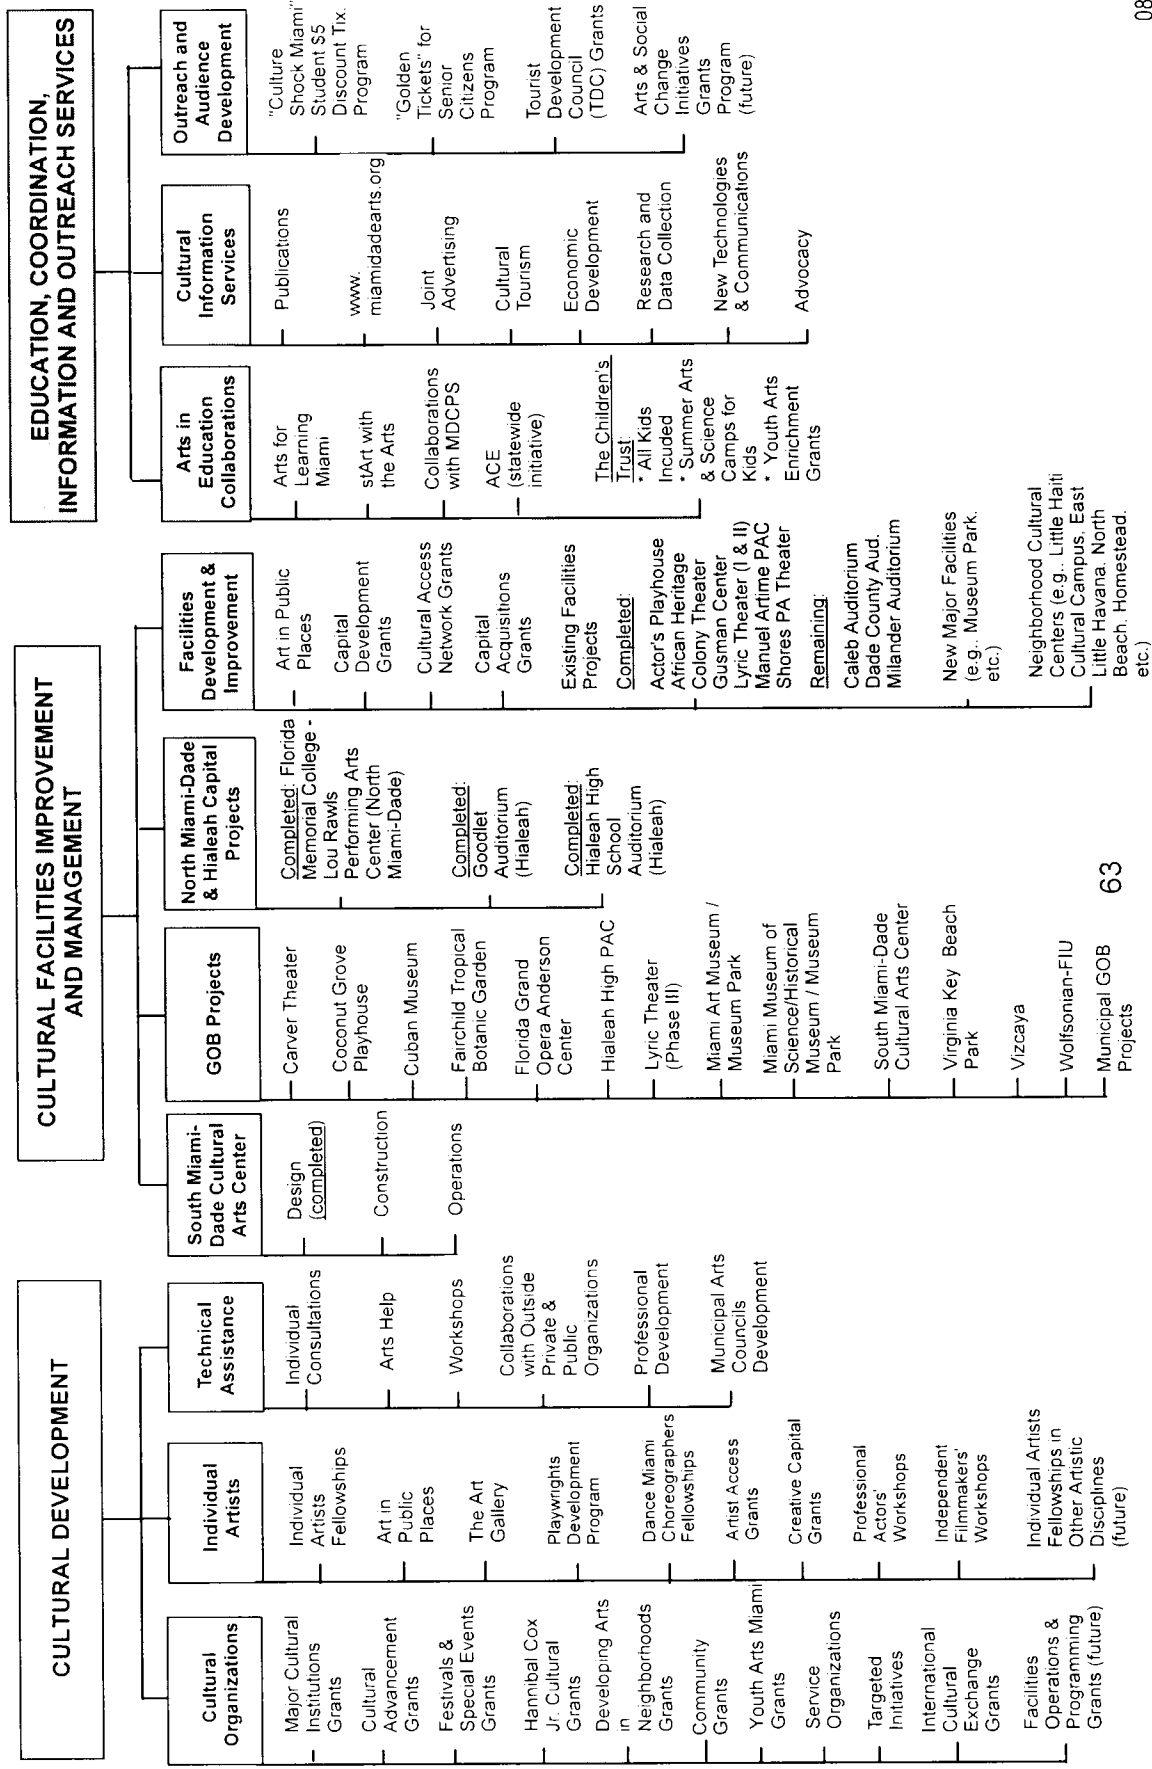 CULTURAL DEVELOPMENT
Cultural
Organizations
Major Cultural
Institutions
Grants
Cultural
Advancement
Grants
Festivals &
Special Events
Grants
Hannibal Cox
Jr. Cultural
Grants
Developing Arts
in
Neighborhoods
Grants
Community
Grants
Youth Arts Miami
Grants
Service
Organizations
Targeted
Initiatives
International
Cultural
Exchange
Grants
Facilities
Operations &
Programing
Grants (future)
Individual
Artists
Individual
Artists
Fellowships
Art in
Public
Places
The Art
Gallery
Playwrights
Development
Program
Dance Miami
Choreographers
Fellowships
Artist Access
Grants
Creative Capital
Grants
Professional
Actors'
Workshops
Independent
Filmmakers'
Workshops
Individual Artists
Fellowships in
Other Artistic
Disciplines
(future)
Technical
Assistance
Individual
Consultations
Arts Help
Workshops
Collaborations
with Outside
Private &
Public
Organizations
Professional
Development
Municipal Arts
Councils
Development
CULTURAL FACILITIES IMPROVEMENT
AND MANAGEMENT
South Miami-
Dade Cultural
Arts Center
Design
(completed)
Construction
Operations
GOB Projects
Carver Theater
Coconut Grove
Playhouse
Cuban Museum
Fairchild Tropical
Botanic Garden
Florida Grand
Opera Anderson
Center
Hialeah High PAC
Lyric Theater
(Phase III)
Miami Art Museum /
Museum Park
Miami Museum of
Science/Historical
Museum / Museum
Park
South Miami-Dade
Cultural Arts Center
Virginia Key Beach
Park
Vizcaya
Wolfsonian-FIU
Municipal GOB
Projects
North Miami-Dade
& Hialeah Capital
Projects
Completed: Florida
Memorial College -
Lou Rawls
Performing Arts
Center (North
Miami-Dade)
Completed:
Goodlet
Auditorium
(Hialeah)
Completed:
Hialeah High
School
Auditorium
(Hialeah)
Facilities
Development &
Improvement
Art in Public
Places
Capital
Development
Grants
Cultural Access
Network Grants
Capital
Acquisitions
Grants
Existing Facilities
Projects
Completed:
Actor's Playhouse
African Heritage
Colony Theater
Gusman Center
Lyric Theater (I & II)
Manuel Artime PAC
Shores PA Theater
Remaining:
Caleb Auditorium
Dade County Aud.
Milander Auditorium
New Major Facilities
(e.g. Museum Park.
etc.)
Neighborhood Cultural
Centers (e.g.. Little Haiti
Cultural Campus. East
Little Havana. North
Beach. Homestead.
etc.)
EDUCATION, COORDINATION,
INFORMATION AND OUTREACH SERVICES
Arts in
Education
Collaborations
Arts for
Learning
Miami
stArt with
the Arts
Collaborations
with MDCPS
ACE
(statewide
initiative)
The Children's
Trust:
* All Kids
Incuded
* Summer Arts
& Science
Camps for
Kids
* Youth Arts
Enrichment
Grants
Cultural
Information
Services
Publications
www.
miamidadearts.org
Joint
Advertising
Cultural
Tourism
Economic
Development
Research and
Data Collection
New Technologies
& Communications
Advocacy
Outreach and
Audience
Development
"Culture
Shock Miami"
Student $5
Discount Tix.
Program
"Golden
Tickets" for
Senior
Citizens
Program
Tourist
Development
Council
(TDC) Grants
Arts & Social
Change
Initiatives
Grants
Program
(future)
63
08